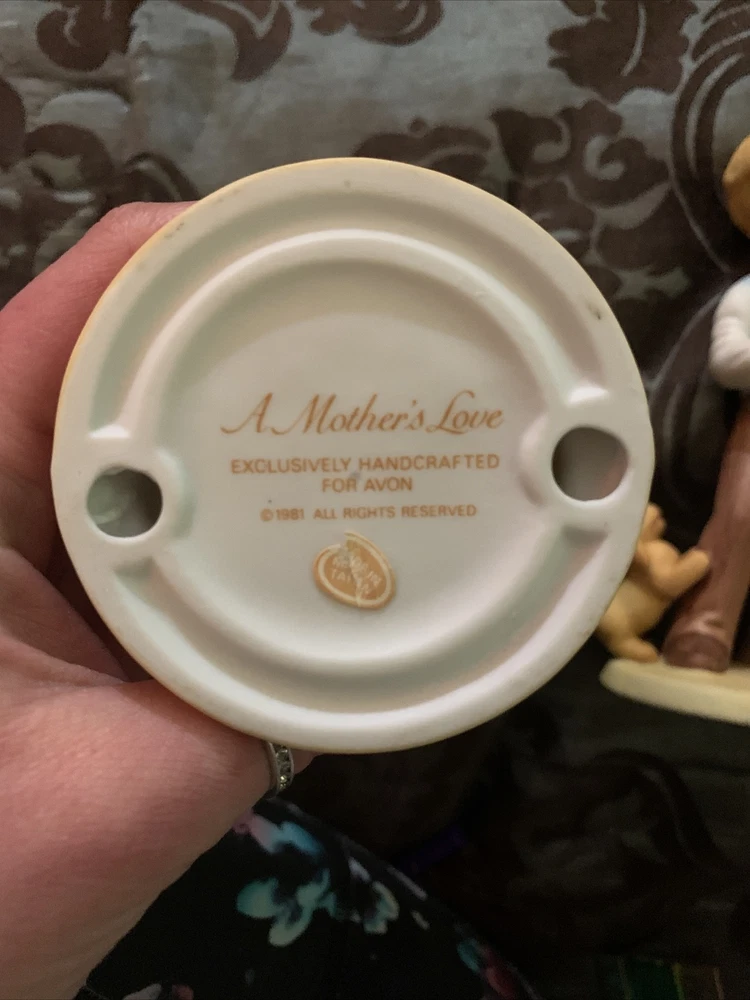 A Mother's Love
EXCLUSIVELY HANDCRAFTED
FOR AVON
©1981 ALL RIGHTS RESERVED